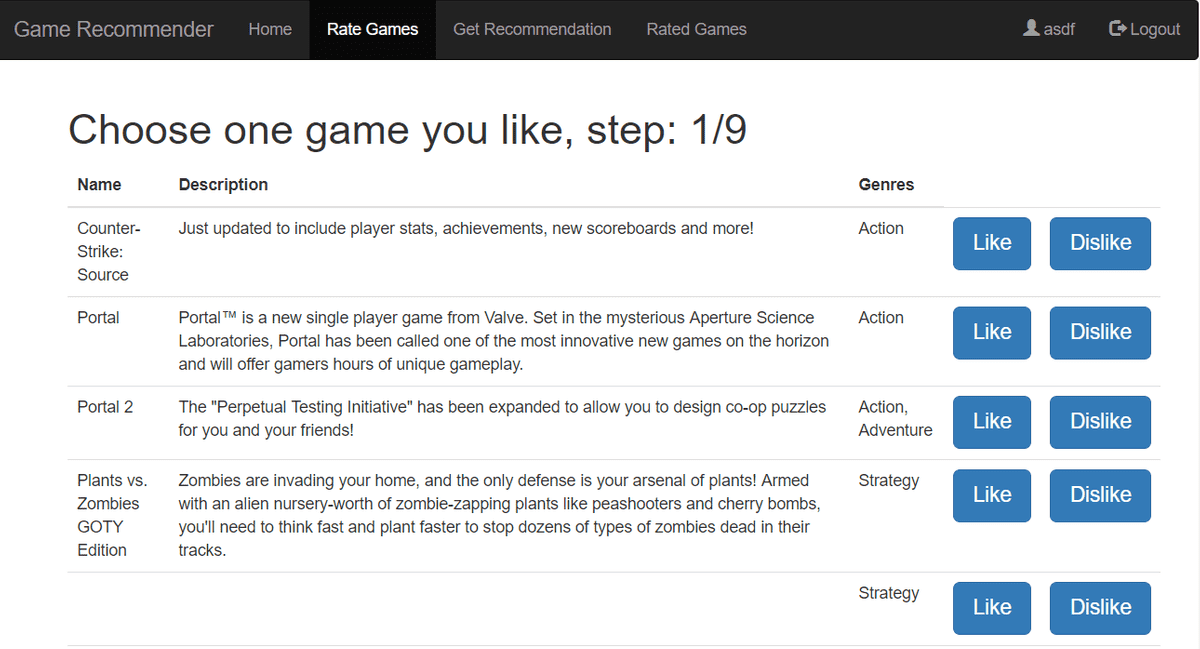 Game Recommender Home Rate Games Get Recommendation Rated Games asdf Logout
Choose one game you like, step: 1/9
Name Description Genres
Counter-
Strike:
Source
Just updated to include player stats, achievements, new scoreboards and more!
Action
Like Dislike
Portal
Portal™ is a new single player game from Valve. Set in the mysterious Aperture Science
Laboratories, Portal has been called one of the most innovative new games on the horizon
and will offer gamers hours of unique gameplay.
Action
Like Dislike
Portal 2
The "Perpetual Testing Initiative" has been expanded to allow you to design co-op puzzles
for you and your friends!
Action,
Adventure
Like Dislike
Plants vs.
Zombies
GOTY
Edition
Zombies are invading your home, and the only defense is your arsenal of plants! Armed
with an alien nursery-worth of zombie-zapping plants like peashooters and cherry bombs,
you'll need to think fast and plant faster to stop dozens of types of zombies dead in their
tracks.
Strategy
Like Dislike
Strategy
Like Dislike